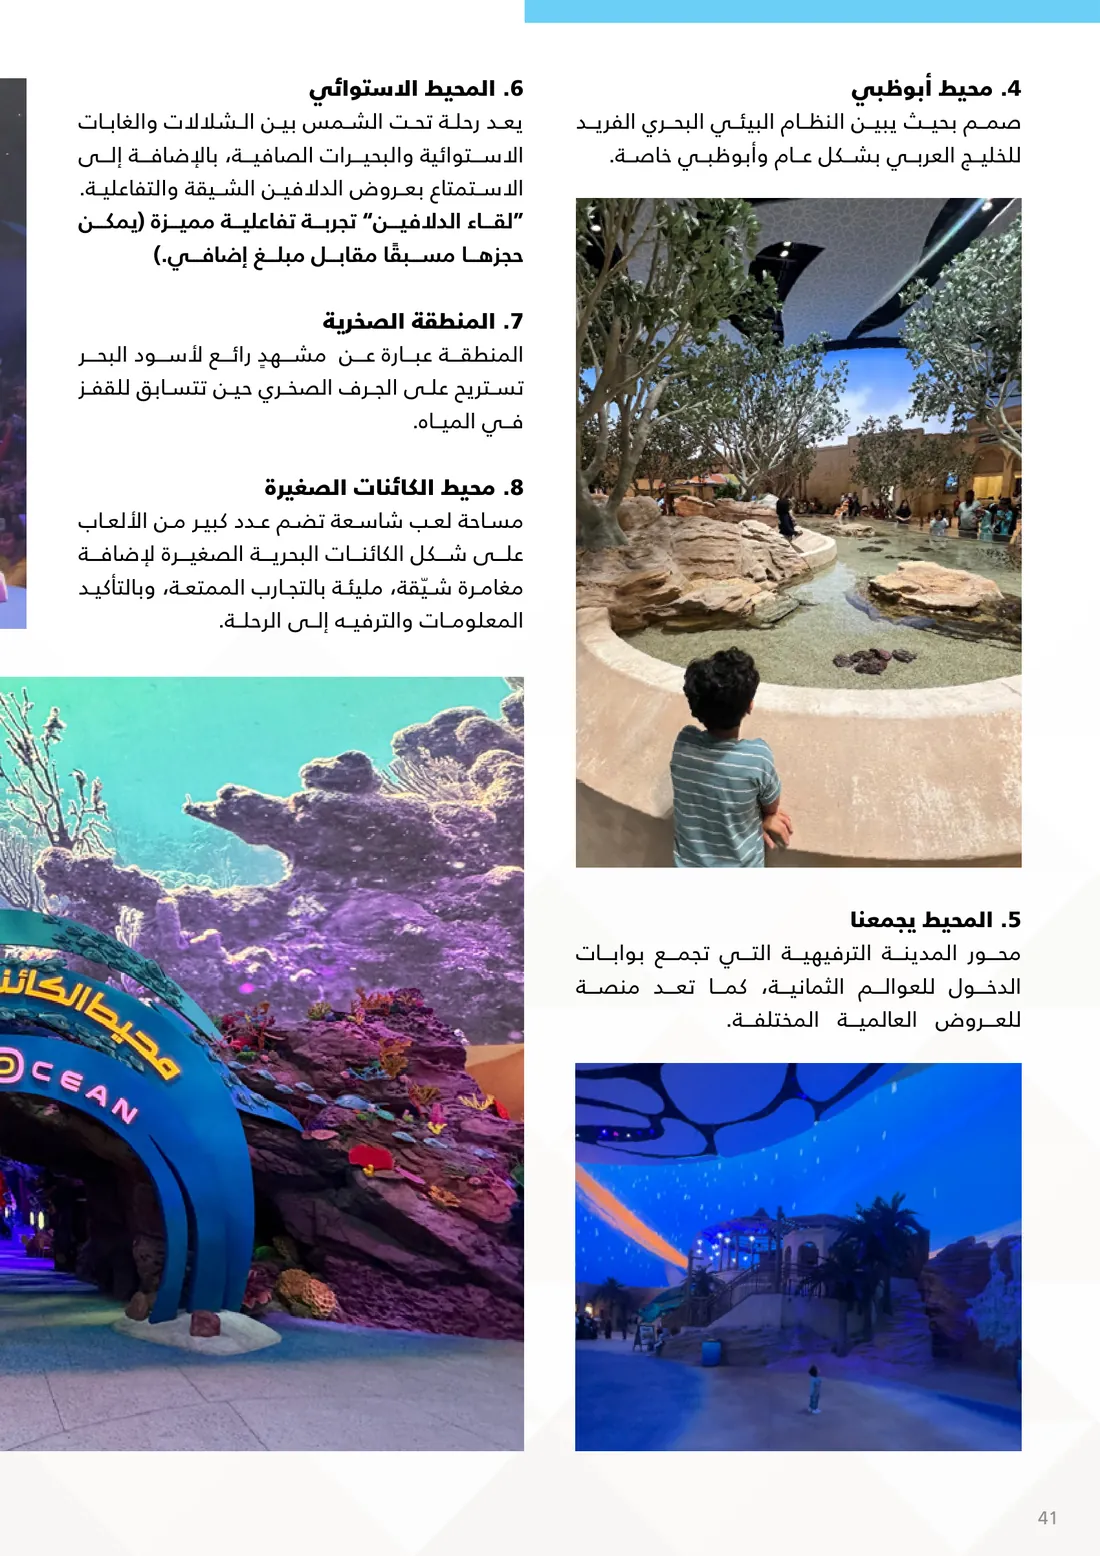 4. محيط أبوظبي
صمم بحيث يبين النظام البيئي البحري الفريد
للخليج العربي بشكل عام وأبوظبي خاصة.
5. المحيط يجمعنا
محور المدينة الترفيهية التي تجمع بوابات
الدخول للعوالم الثمانية، كما تعد منصة
للعروض العالمية المختلفة.
6. المحيط الاستوائي
يعد رحلة تحت الشمس بين الشلالات والغابات
الاستوائية والبحيرات الصافية، بالإضافة إلى
الاستمتاع بعروض الدلافين الشيقة والتفاعلية.
”لقاء الدلافين“ تجربة تفاعلية مميزة (يمكن
حجزها مسبقًا مقابل مبلغ إضافي.)
7. المنطقة الصخرية
المنطقة عبارة عن مشهدٍ رائع لأسود البحر
تستريح على الجرف الصخري حين تتسابق للقفز
في المياه.
8. محيط الكائنات الصغيرة
مساحة لعب شاسعة تضم عدد كبير من الألعاب
على شكل الكائنات البحرية الصغيرة لإضافة
مغامرة شيّقة، مليئة بالتجارب الممتعة، وبالتأكيد
المعلومات والترفيه إلى الرحلة.
محيط
OCEAN
41